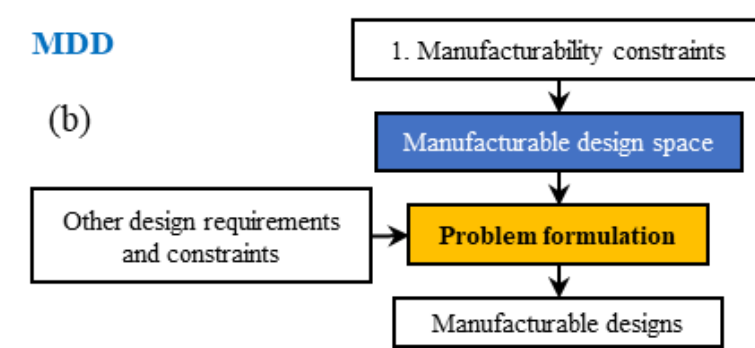 MDD
(b)
1. Manufacturability constraints
Manufacturable design space
Other design requirements
and constraints
Problem formulation
Manufacturable designs